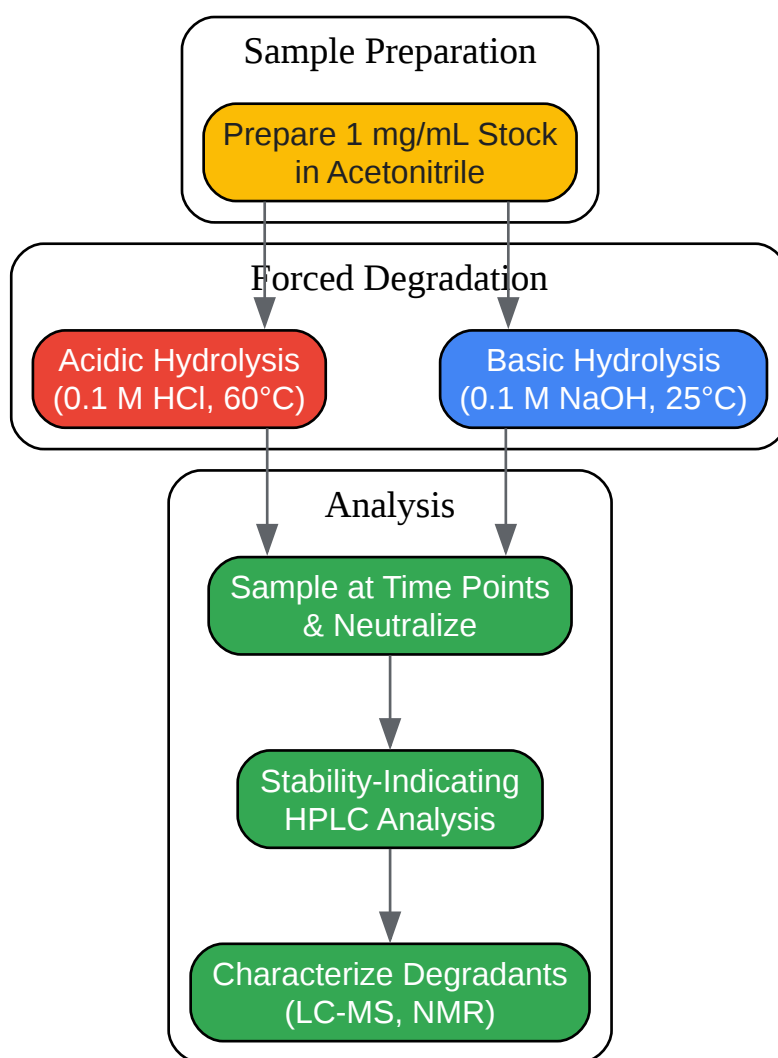 Sample Preparation
Prepare 1 mg/mL Stock
in Acetonitrile
Forced Degradation
Acidic Hydrolysis
(0.1 M HCl, 60°C)
Basic Hydrolysis
(0.1 M NaOH, 25°C)
Analysis
Sample at Time Points
& Neutralize
Stability-Indicating
HPLC Analysis
Characterize Degradants
(LC-MS, NMR)